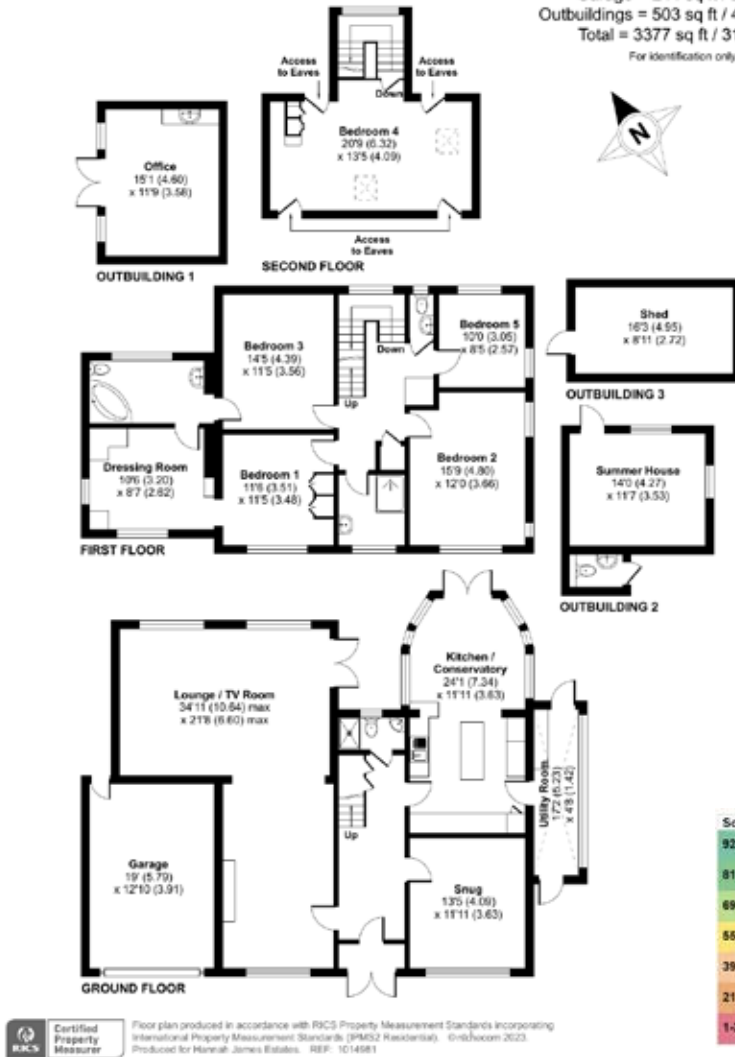 Outbuildings = 503 sq ft / 4
Total = 3377 sq ft / 31
For identification only
N
Access
to Eaves
Access
to Eaves
Down
Bedroom 4
20'9 (6.32)
x 13'5 (4.09)
Access
to Eaves
SECOND FLOOR
Office
15'1 (4.60)
x 11'9 (3.58)
OUTBUILDING 1
Bedroom 3
14'5 (4.39)
x 11'5 (3.56)
Down
Up
Bedroom 5
10'0 (3.05)
x 8'5 (2.57)
Dressing Room
10'6 (3.20)
x 8'7 (2.62)
Bedroom 1
11'6 (3.51)
x 11'5 (3.48)
Bedroom 2
15'9 (4.80)
x 12'0 (3.66)
FIRST FLOOR
Shed
16'3 (4.95)
x 8'11 (2.72)
OUTBUILDING 3
Summer House
14'0 (4.27)
x 11'7 (3.53)
OUTBUILDING 2
Kitchen /
Conservatory
24'1 (7.34)
x 11'11 (3.63)
Lounge / TV Room
34'11 (10.64) max
x 21'8 (6.60) max
Utility Room
17'2 (5.23)
x 4'8 (1.42)
Up
Garage
19' (5.79)
x 12'10 (3.91)
Snug
13'5 (4.09)
x 11'11 (3.63)
GROUND FLOOR
Sc
92
81
69
55
39
21
1-2
RICS
Certified
Property
Measurer
Floor plan produced in accordance with RICS Property Measurement Standards incorporating
International Property Measurement Standards (IPMS2 Residential). ©nichecom 2023.
Produced for Hannah James Estates. REF: 1014981